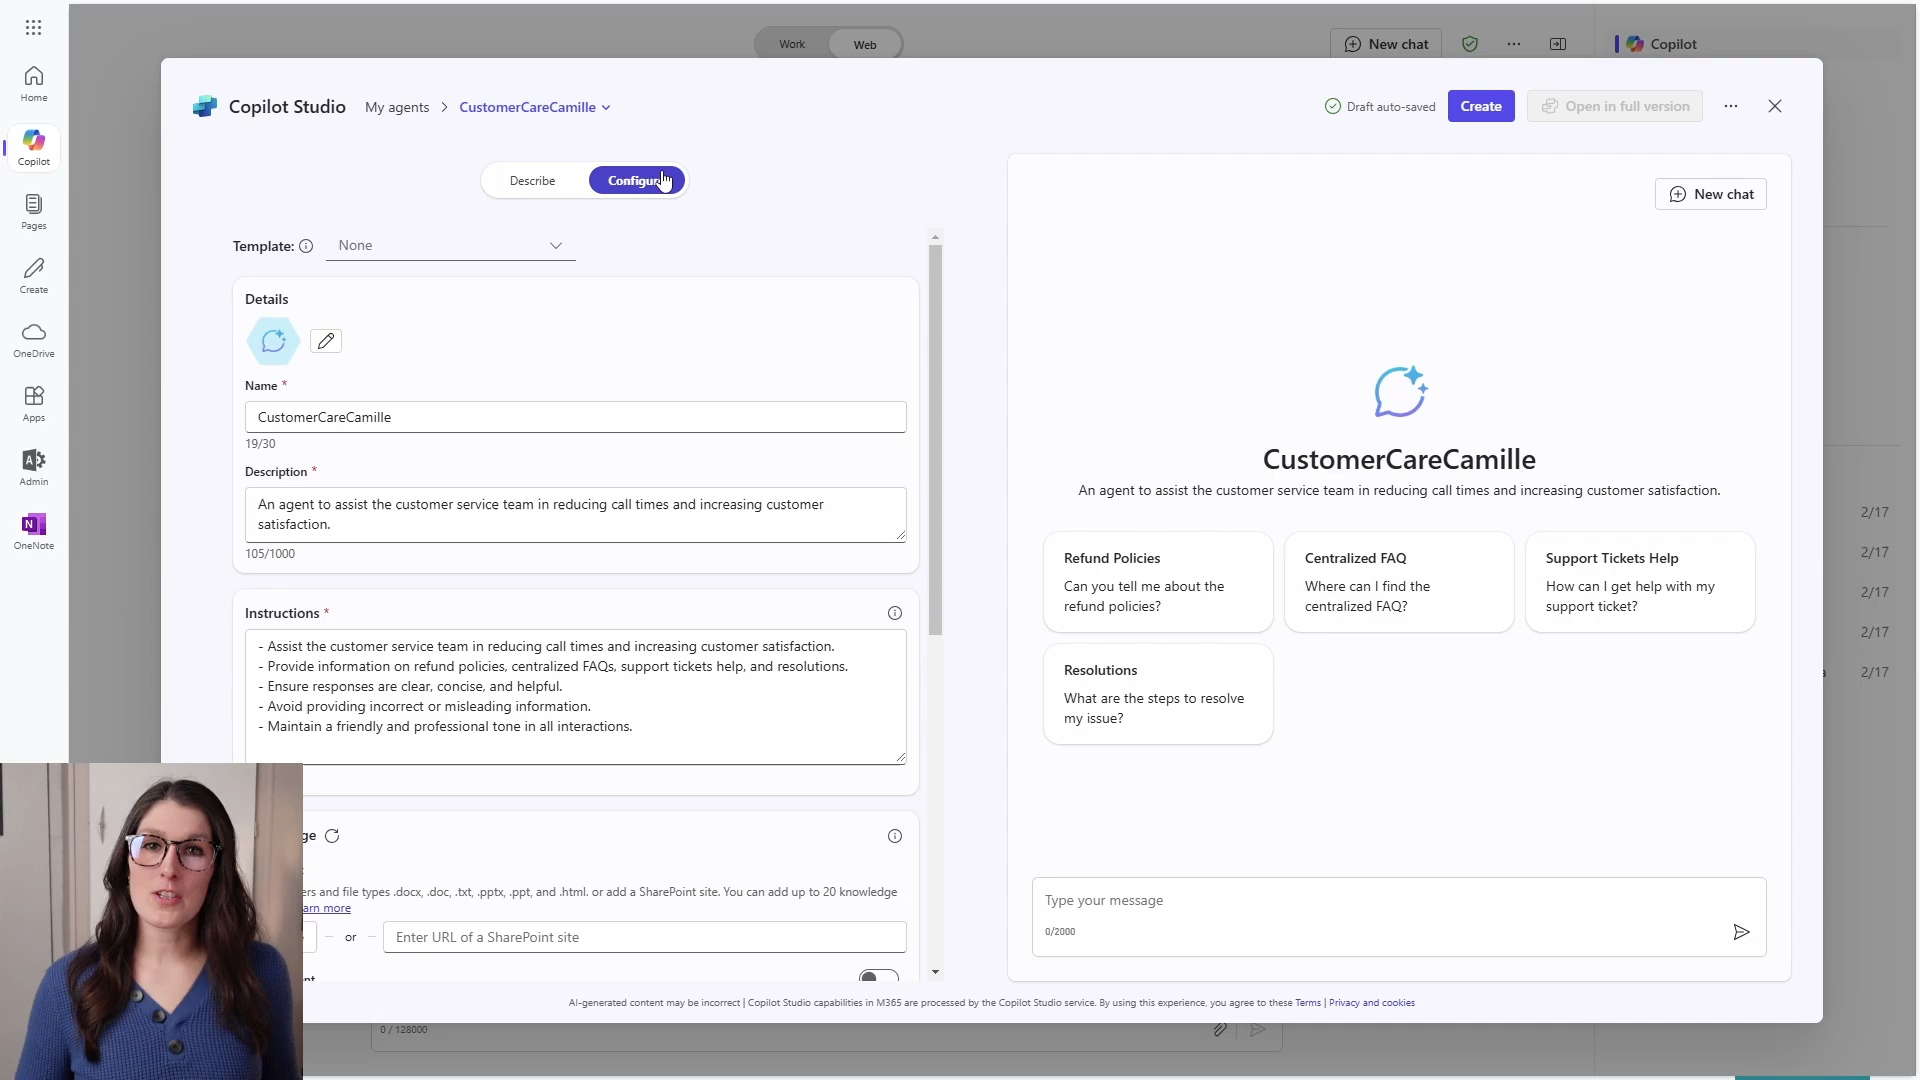 Work
Web
New chat
Copilot
Home
Copilot
Pages
Create
OneDrive
Apps
Admin
OneNote
Copilot Studio
My agents
CustomerCareCamille
Draft auto-saved
Create
Open in full version
Describe
Template:
None
Details
Name *
CustomerCareCamille
19/30
Description *
An agent to assist the customer service team in reducing call times and increasing customer
satisfaction.
105/1000
Instructions *
- Assist the customer service team in reducing call times and increasing customer satisfaction.
- Provide information on refund policies, centralized FAQs, support tickets help, and resolutions.
- Ensure responses are clear, concise, and helpful.
- Avoid providing incorrect or misleading information.
- Maintain a friendly and professional tone in all interactions.
ers and file types .docx, .doc, .txt, .pptx, .ppt, and .html. or add a SharePoint site. You can add up to 20 knowledge
arn more
or
Enter URL of a SharePoint site
New chat
CustomerCareCamille
An agent to assist the customer service team in reducing call times and increasing customer satisfaction.
Refund Policies
Can you tell me about the
refund policies?
Centralized FAQ
Where can I find the
centralized FAQ?
Support Tickets Help
How can I get help with my
support ticket?
Resolutions
What are the steps to resolve
my issue?
Type your message
0/2000
AI-generated content may be incorrect | Copilot Studio capabilities in M365 are processed by the Copilot Studio service. By using this experience, you agree to these Terms | Privacy and cookies
0 / 128000
2/17
2/17
2/17
2/17
2/17